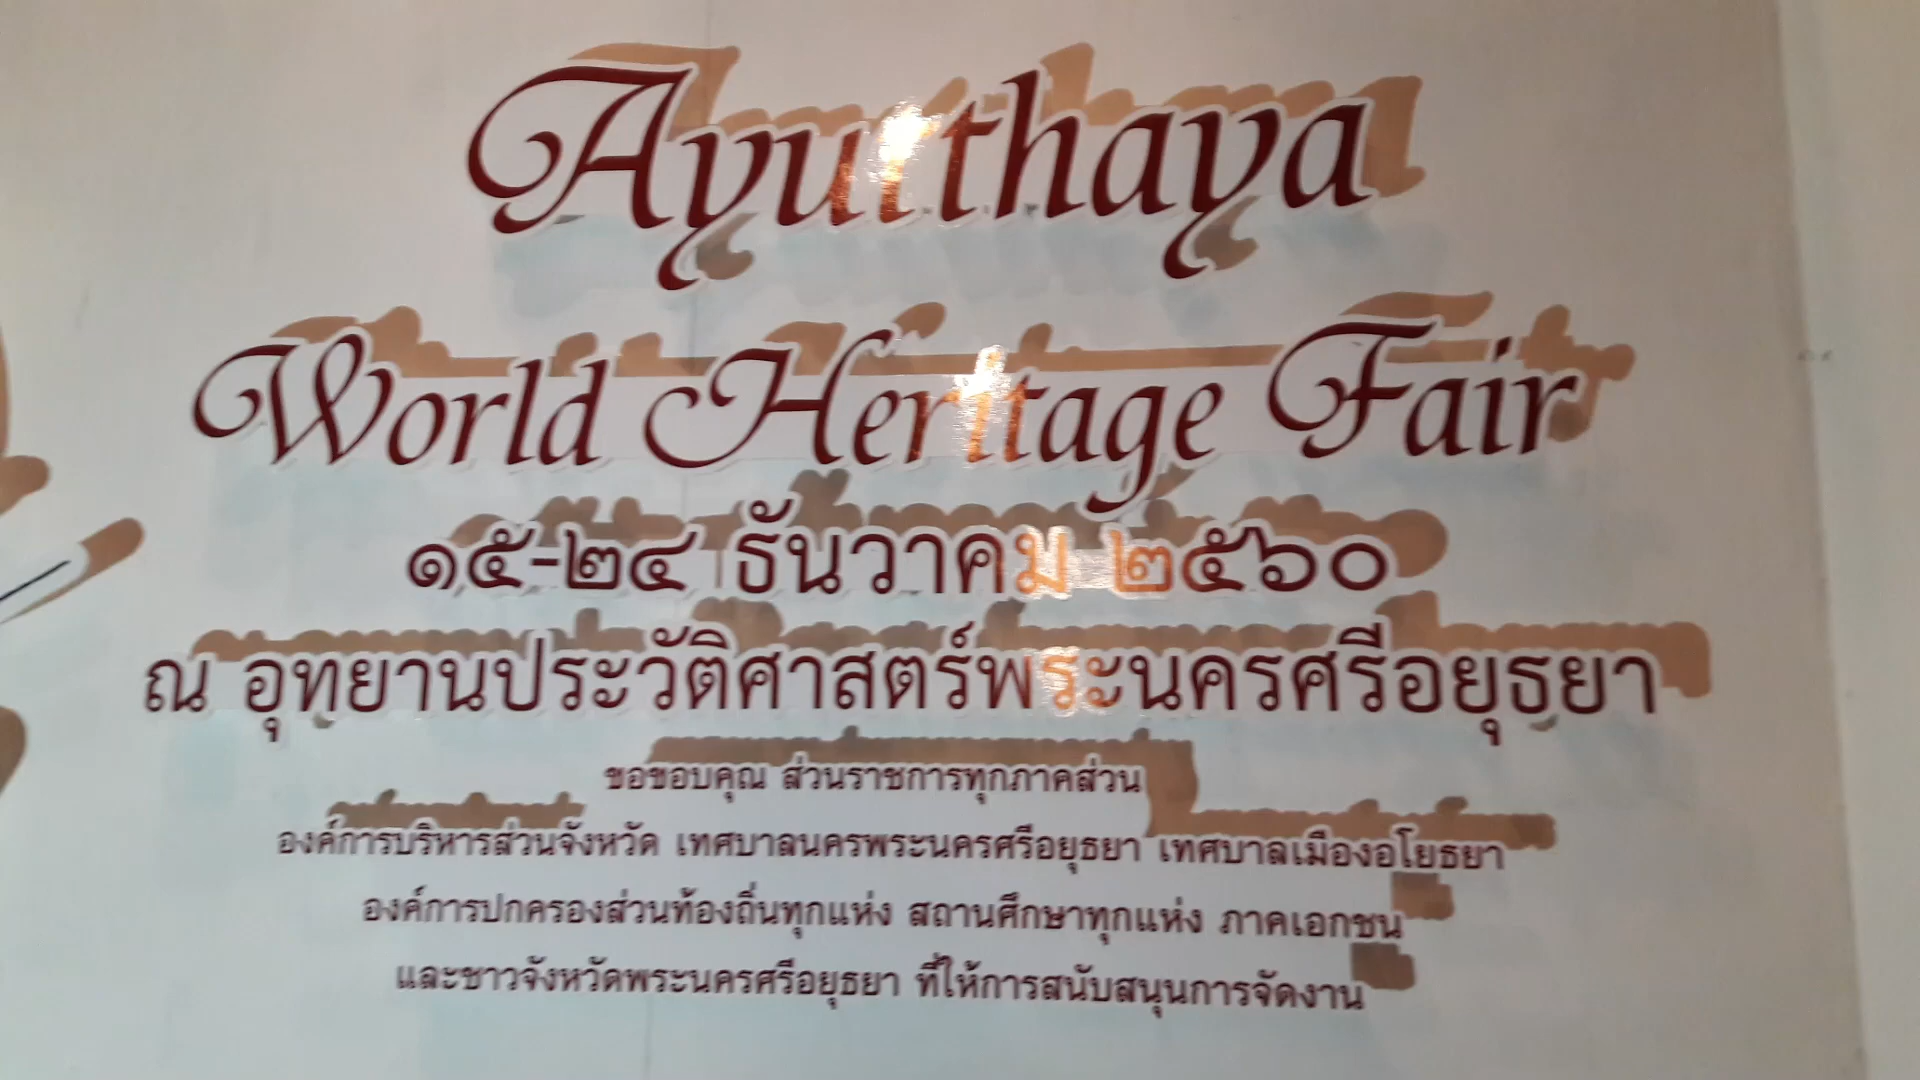 Ayutthaya
World Heritage Fair
๑๕-๒๔ ธันวาคม ๒๕๖๐
ณ อุทยานประวัติศาสตร์พระนครศรีอยุธยา
ขอขอบคุณ ส่วนราชการทุกภาคส่วน
องค์การบริหารส่วนจังหวัด เทศบาลนครพระนครศรีอยุธยา เทศบาลเมืองอโยธยา
องค์การปกครองส่วนท้องถิ่นทุกแห่ง สถานศึกษาทุกแห่ง ภาคเอกชน
และชาวจังหวัดพระนครศรีอยุธยา ที่ให้การสนับสนุนการจัดงาน